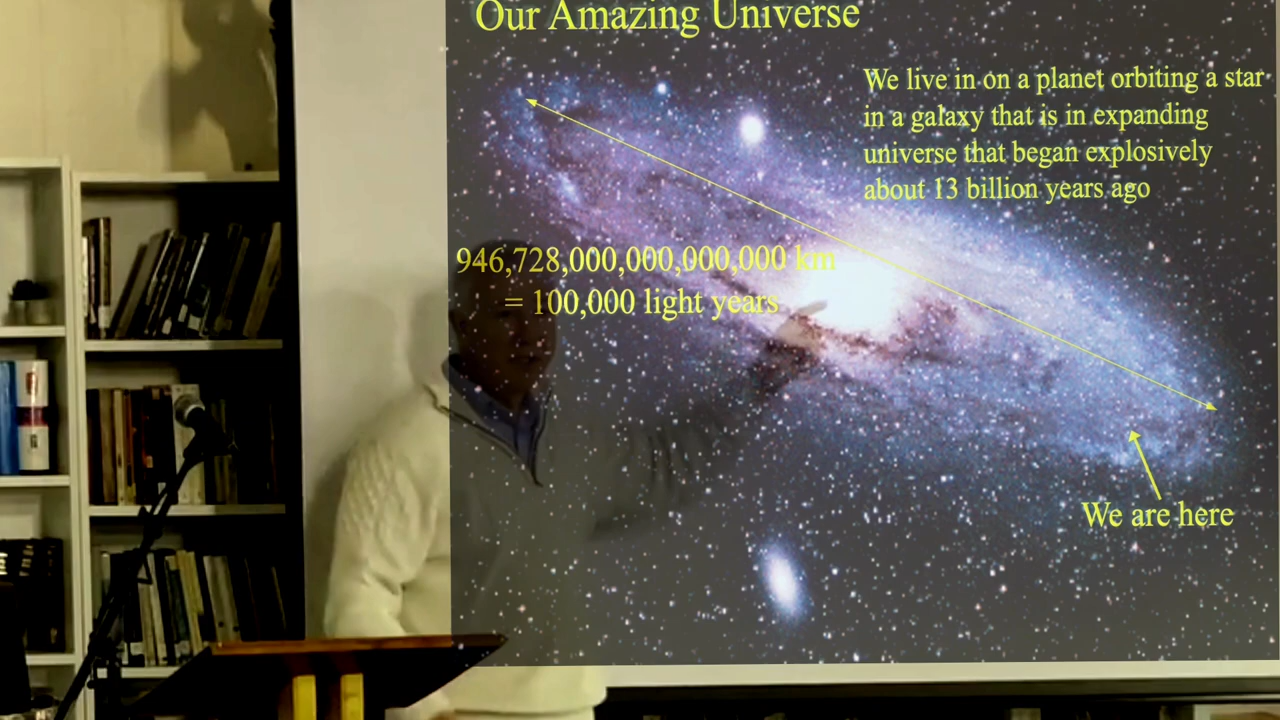 Our Amazing Universe
We live in on a planet orbiting a star
in a galaxy that is in expanding
universe that began explosively
about 13 billion years ago
946,728,000,000,000,000 km
= 100,000 light years
We are here